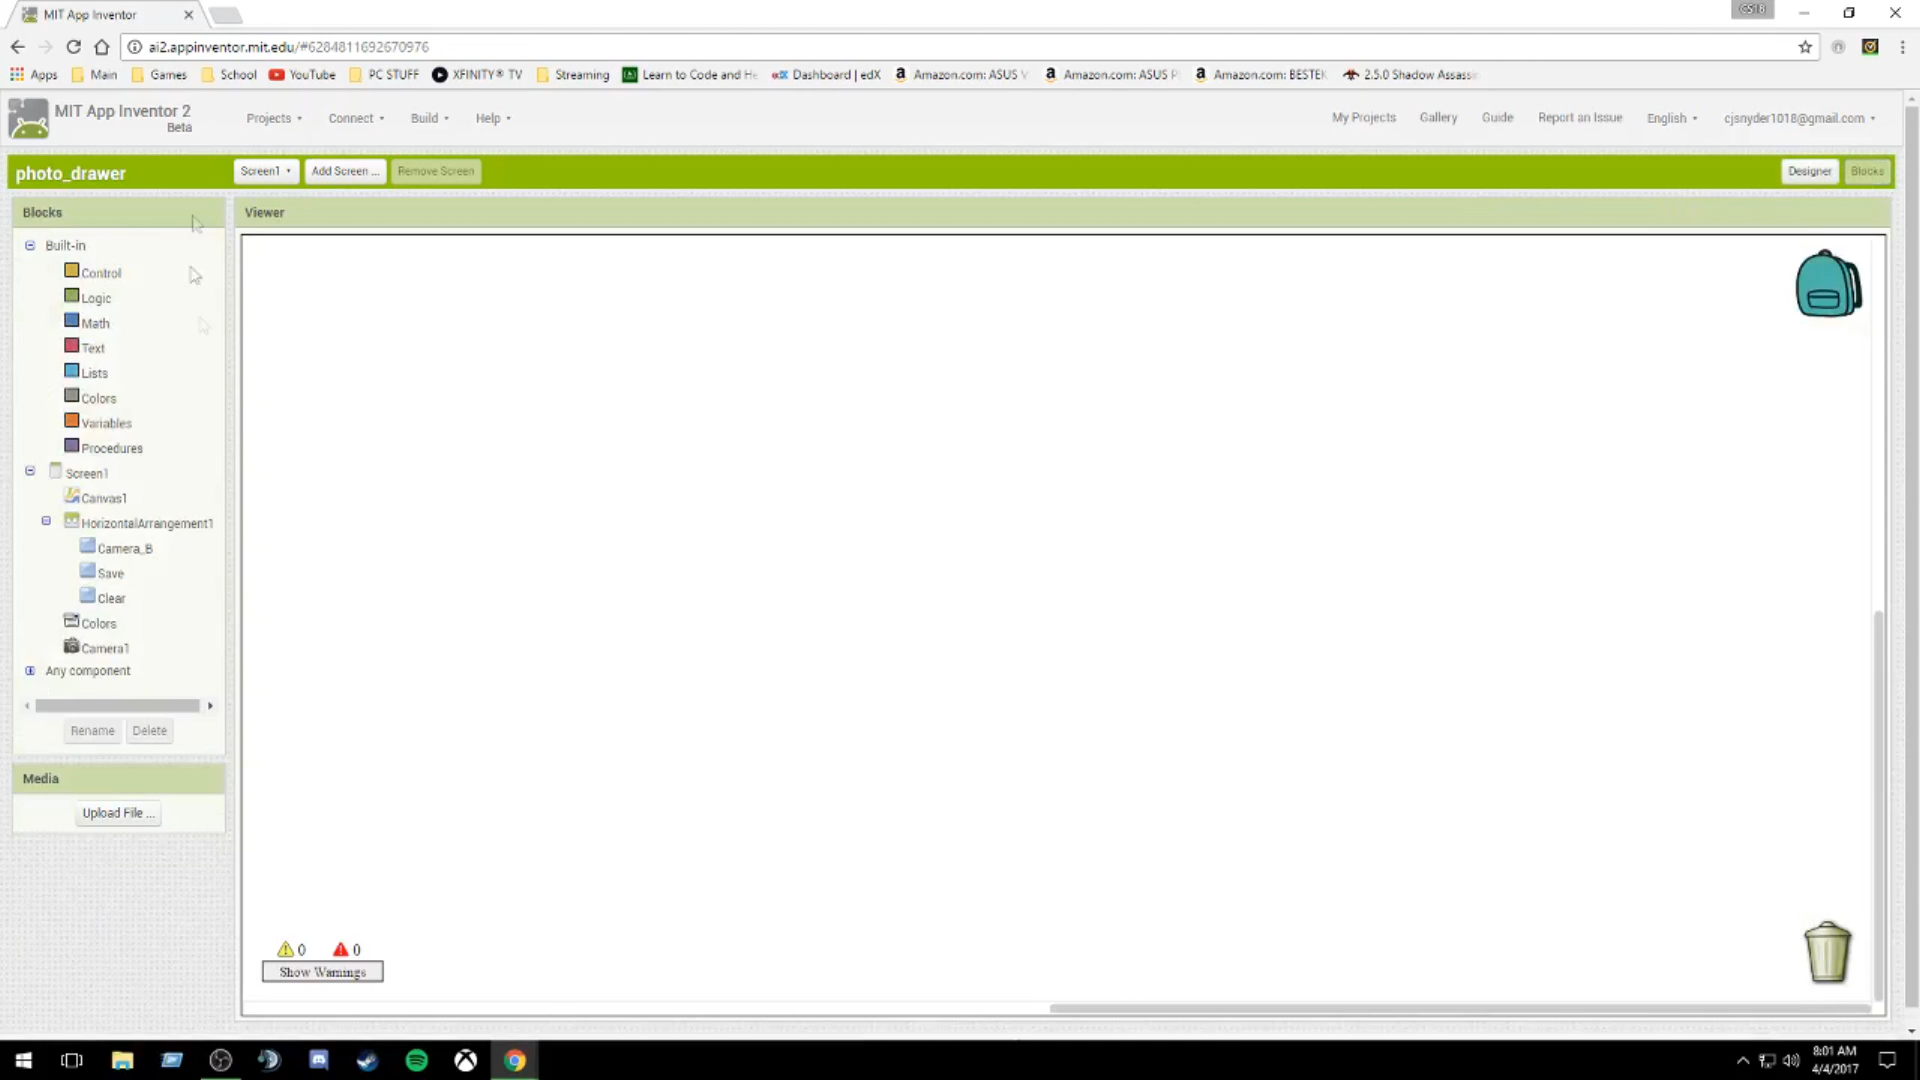 MIT App Inventor
CS18
ai2.appinventor.mit.edu/#6284811692670976
Apps Main Games School YouTube PC STUFF XFINITY® TV Streaming Learn to Code and He Dashboard | edX Amazon.com: ASUS V Amazon.com: ASUS P Amazon.com: BESTEK 2.5.0 Shadow Assassin
MIT App Inventor 2
Beta
Projects Connect Build Help My Projects Gallery Guide Report an Issue English cjsnyder1018@gmail.com
photo_drawer Screen1 Add Screen ... Remove Screen Designer Blocks
Blocks Viewer
Built-in
Control
Logic
Math
Text
Lists
Colors
Variables
Procedures
Screen1
Canvas1
HorizontalArrangement1
Camera_B
Save
Clear
Colors
Camera1
Any component
Rename Delete
Media
Upload File ...
0 0
Show Warnings
8:01 AM
4/4/2017